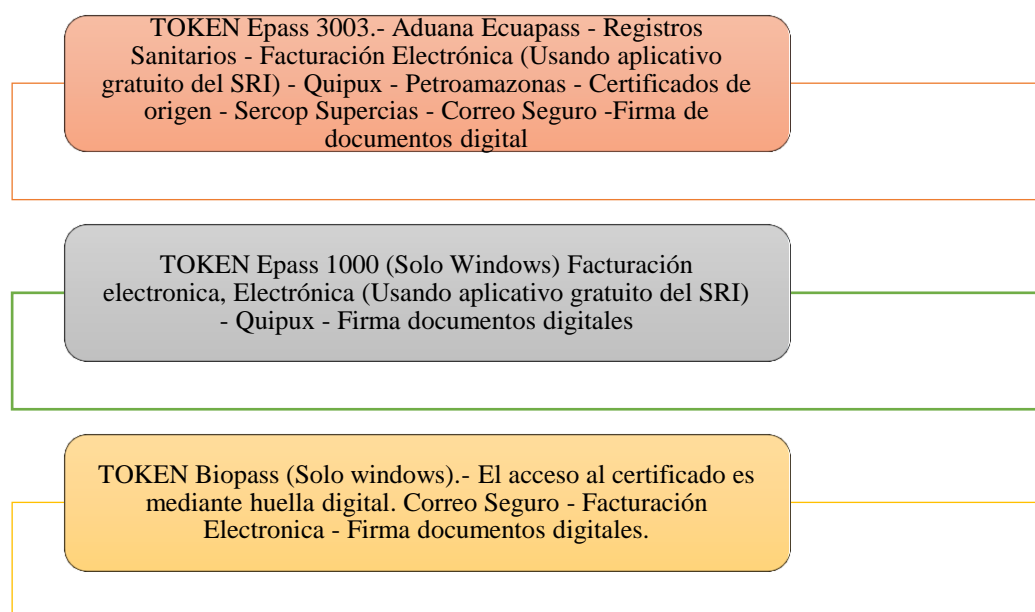 TOKEN Epass 3003.- Aduana Ecuapass - Registros
Sanitarios - Facturación Electrónica (Usando aplicativo
gratuito del SRI) - Quipux - Petroamazonas - Certificados de
origen - Sercop Supercias - Correo Seguro -Firma de
documentos digital
TOKEN Epass 1000 (Solo Windows) Facturación
electronica, Electrónica (Usando aplicativo gratuito del SRI)
- Quipux - Firma documentos digitales
TOKEN Biopass (Solo windows).- El acceso al certificado es
mediante huella digital. Correo Seguro - Facturación
Electronica - Firma documentos digitales.